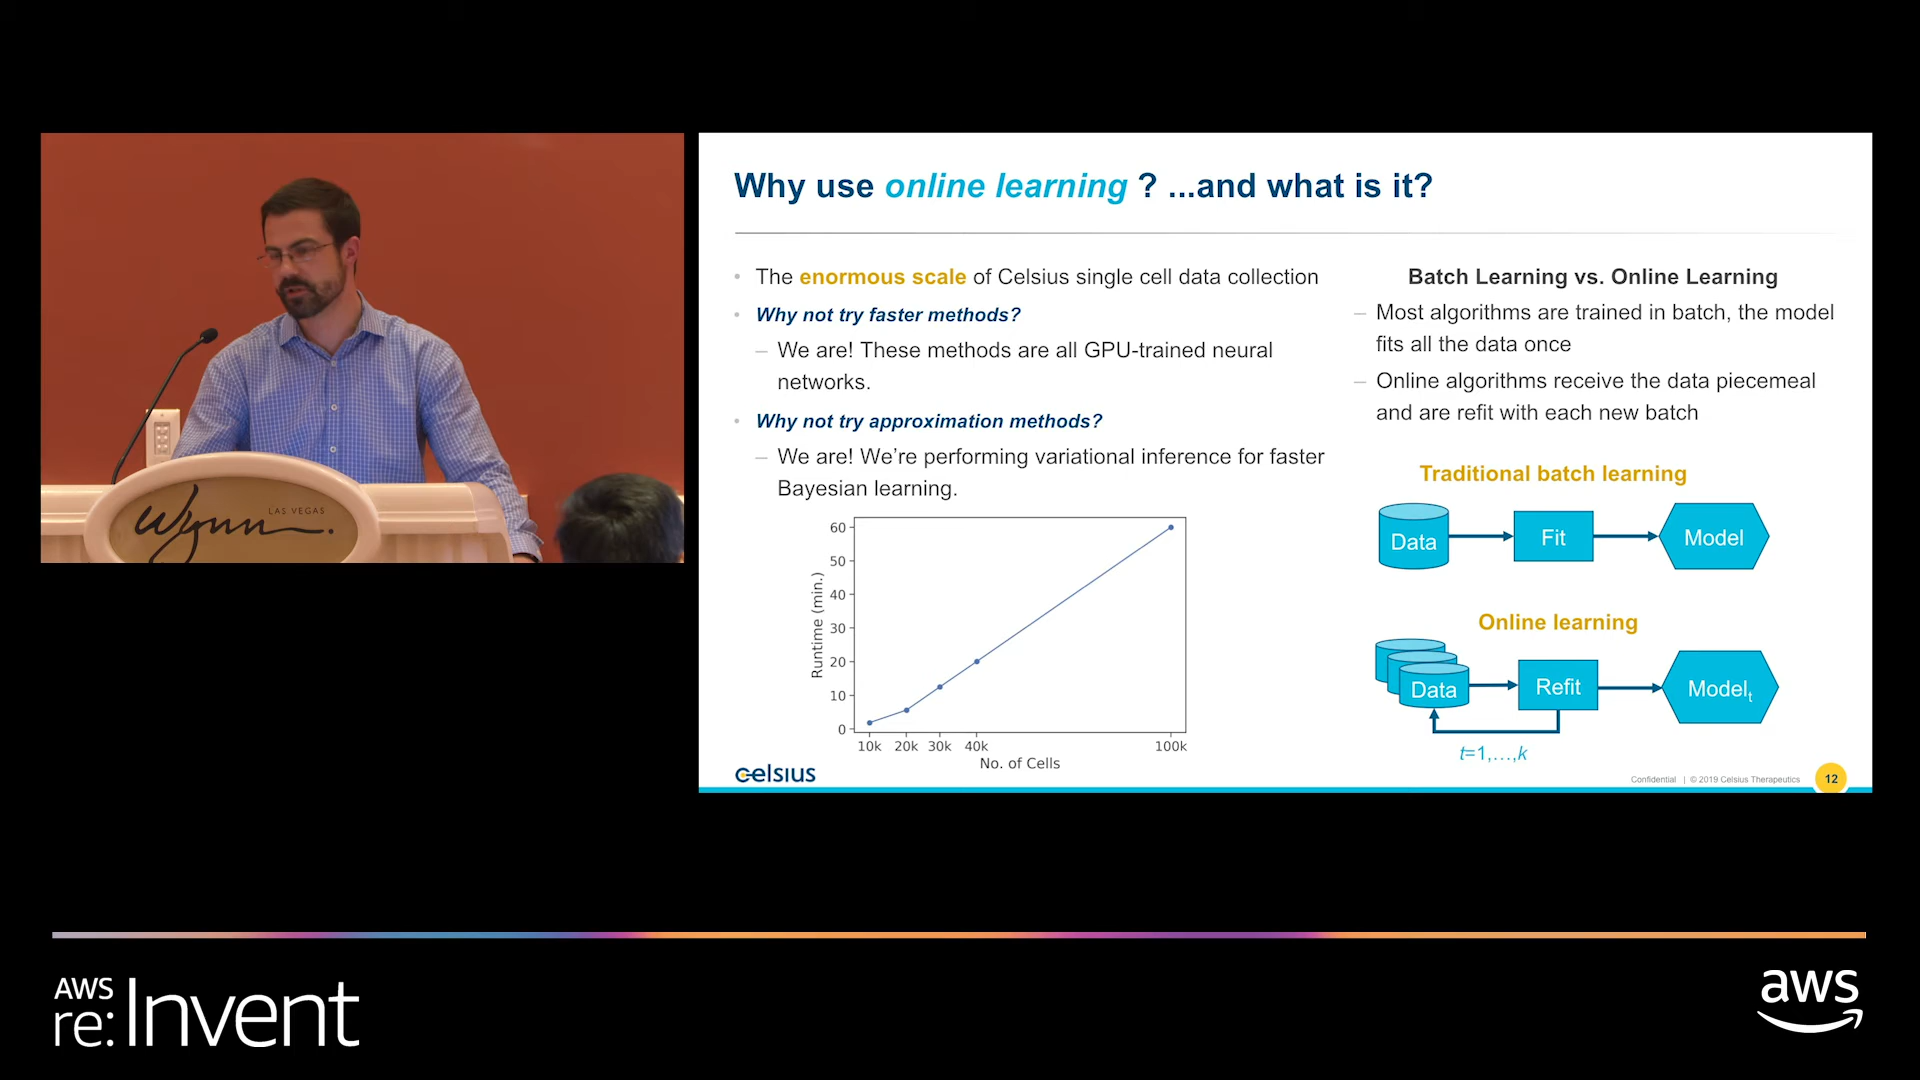 Wynn.
LAS VEGAS
Why use online learning ? ...and what is it?
• The enormous scale of Celsius single cell data collection
• Why not try faster methods?
– We are! These methods are all GPU-trained neural
networks.
• Why not try approximation methods?
– We are! We’re performing variational inference for faster
Bayesian learning.
Runtime (min.)
60
50
40
30
20
10
0
10k 20k 30k 40k 100k
No. of Cells
Batch Learning vs. Online Learning
– Most algorithms are trained in batch, the model
fits all the data once
– Online algorithms receive the data piecemeal
and are refit with each new batch
Traditional batch learning
Data Fit Model
Online learning
Data Refit Modelt
t=1,...,k
celsius
Confidential | © 2019 Celsius Therapeutics 12
AWS
re:Invent
aws